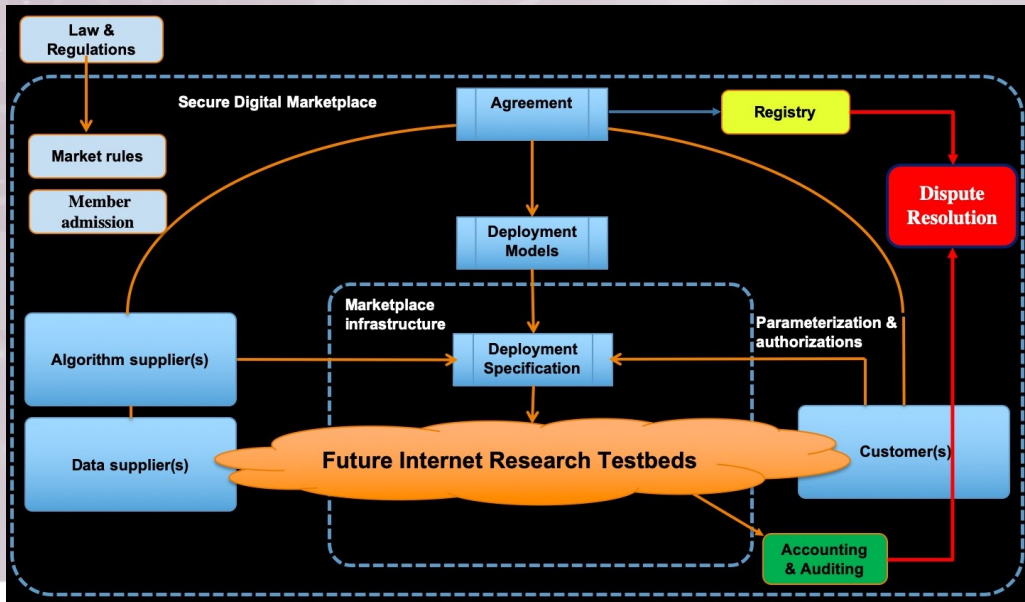 Law &
Regulations
Secure Digital Marketplace
Agreement
Registry
Market rules
Member
admission
Dispute
Resolution
Deployment
Models
Marketplace
infrastructure
Parameterization &
authorizations
Algorithm supplier(s)
Deployment
Specification
Data supplier(s)
Future Internet Research Testbeds
Customer(s)
Accounting
& Auditing